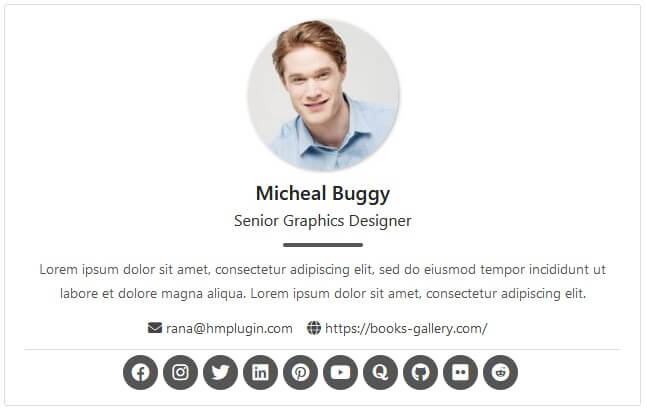 Micheal Buggy
Senior Graphics Designer
Lorem ipsum dolor sit amet, consectetur adipiscing elit, sed do eiusmod tempor incididunt ut
labore et dolore magna aliqua. Lorem ipsum dolor sit amet, consectetur adipiscing elit.
rana@hmplugin.com https://books-gallery.com/